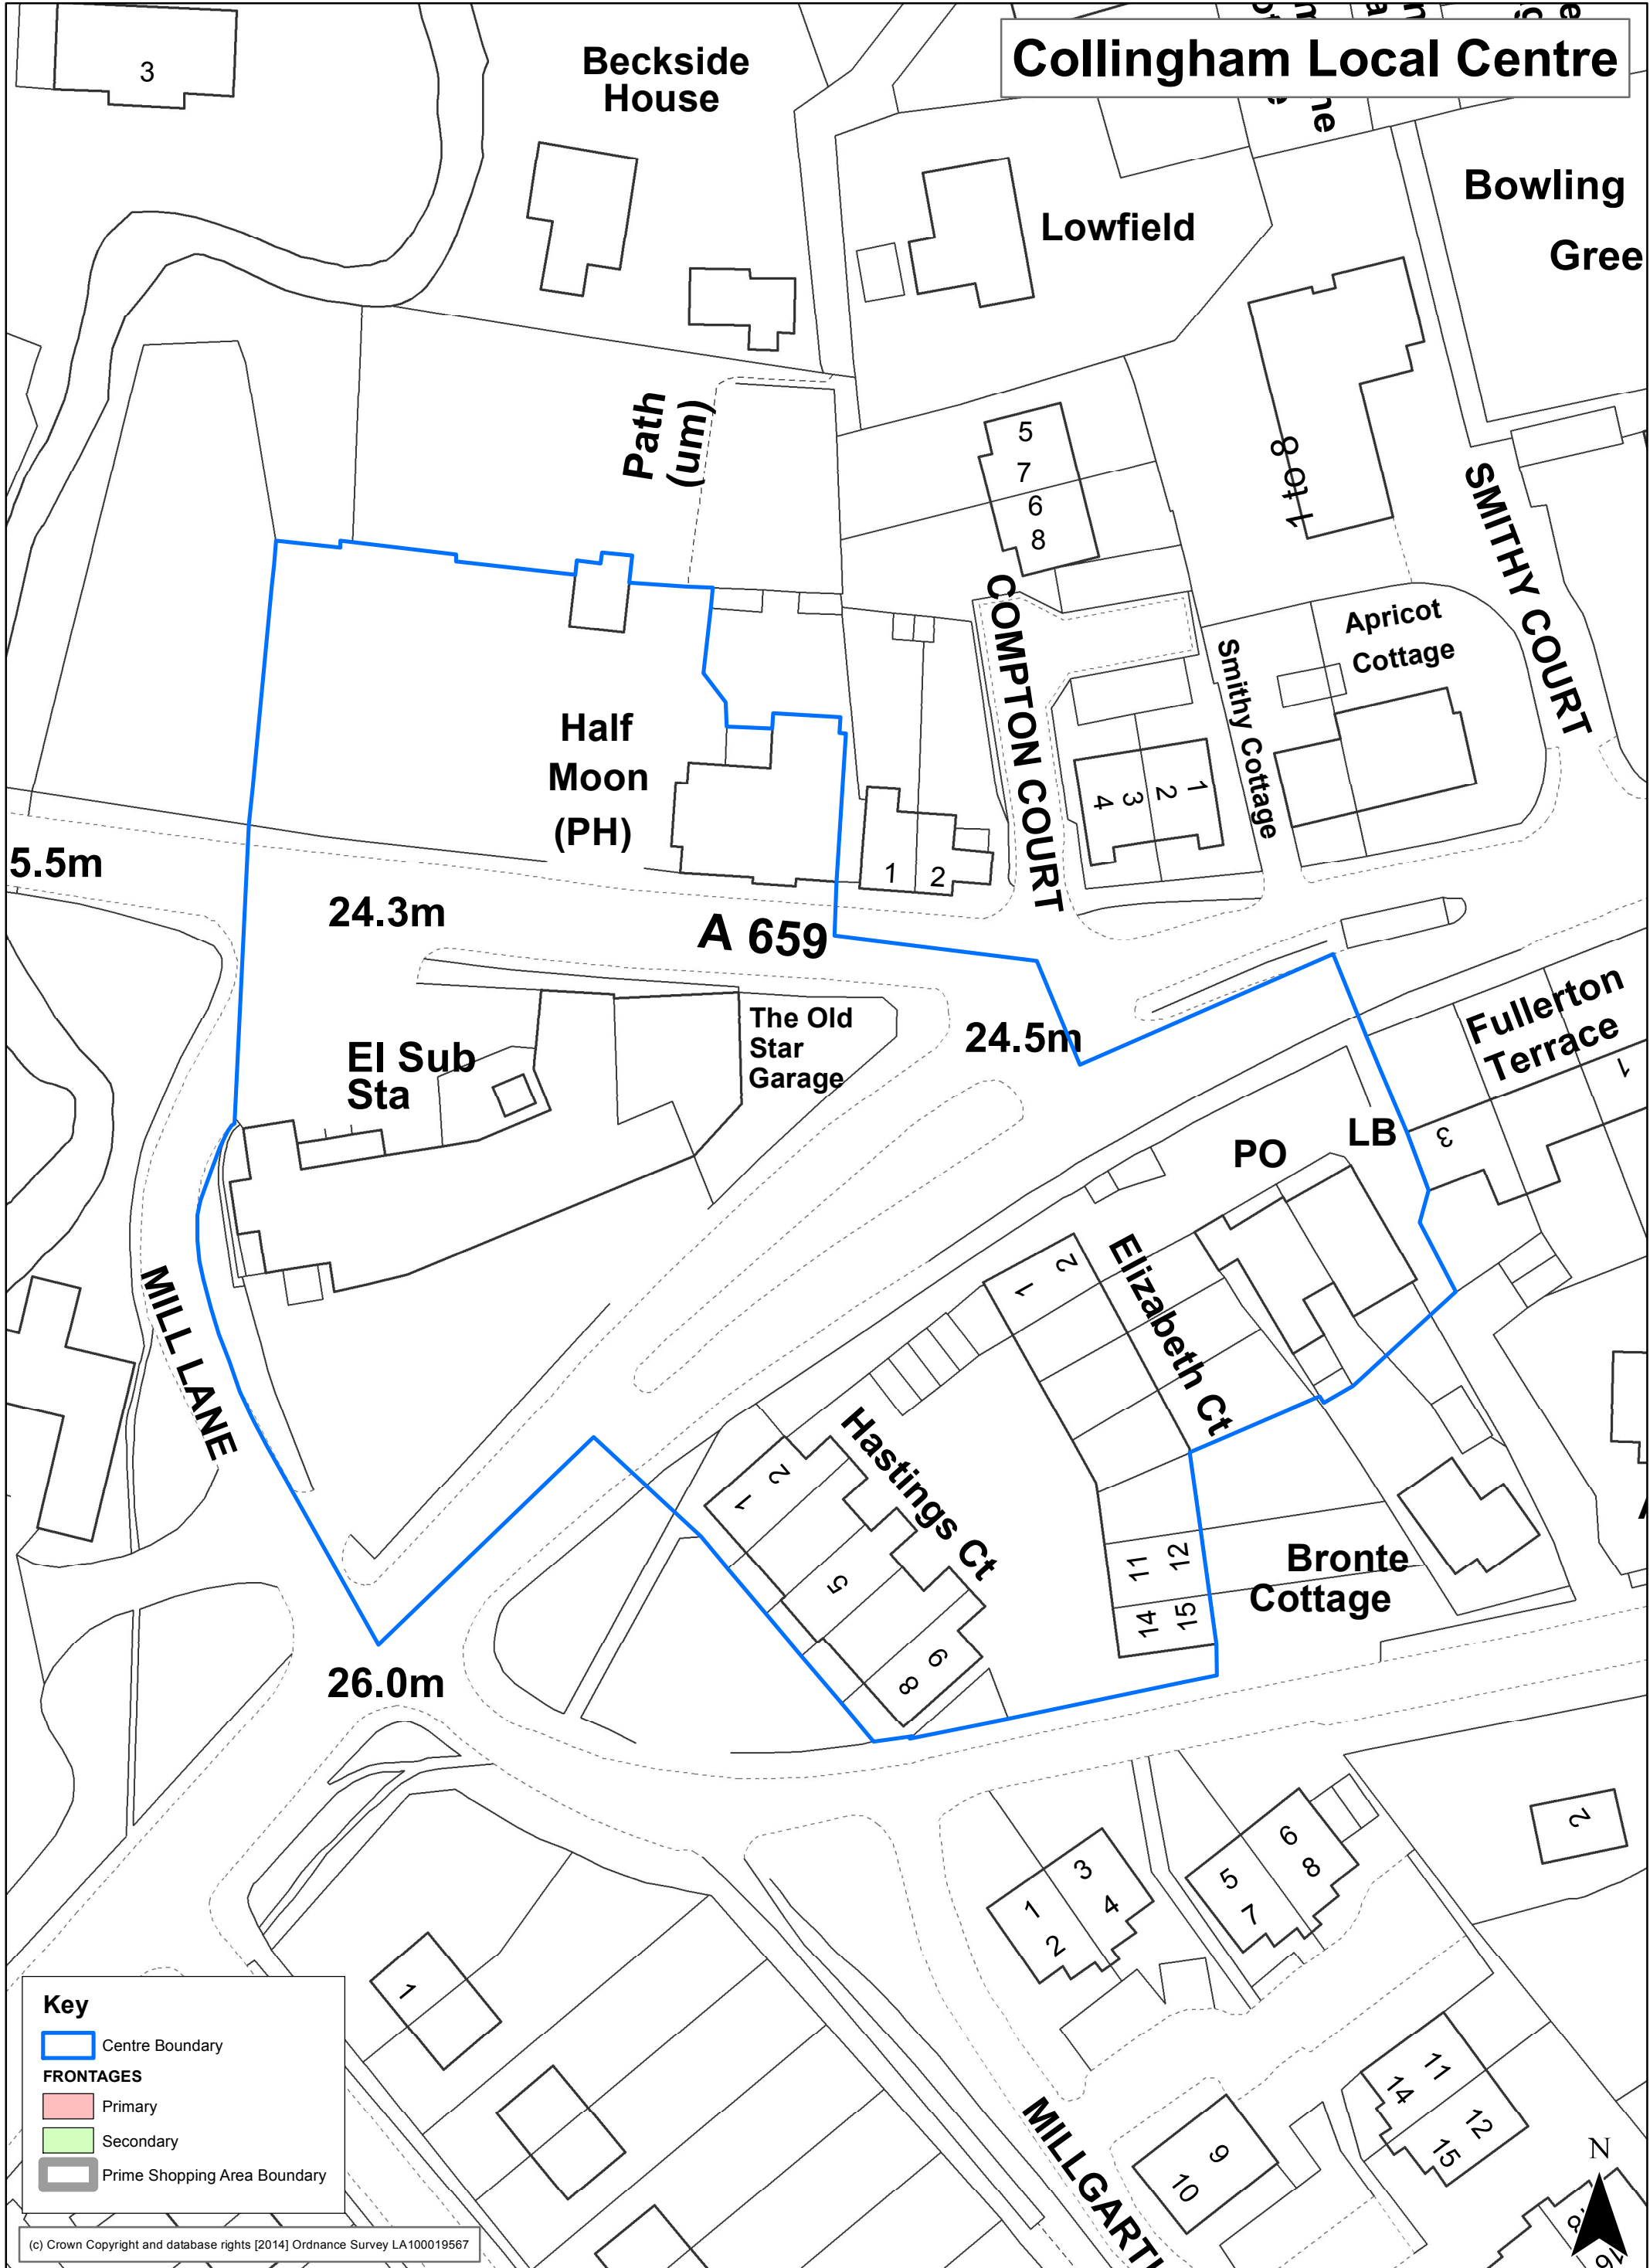 Collingham Local Centre
3
Beckside
House
Lowfield
Bowling
Gree
Path
(um)
5
7
6
8
1 to 8
SMITHY COURT
COMPTON COURT
Apricot
Cottage
Smithy Cottage
Half
Moon
(PH)
4
3
2
1
1
2
5.5m
24.3m
A 659
The Old
Star
Garage
24.5m
Fullerton
Terrace
1
El Sub
Sta
PO
LB
3
MILL LANE
1
2
Elizabeth Ct
Hastings Ct
1
2
5
8
9
11
12
14
15
Bronte
Cottage
26.0m
2
1
3
2
4
5
6
7
8
1
11
14
12
15
9
10
MILLGARTH
Key
Centre Boundary
FRONTAGES
Primary
Secondary
Prime Shopping Area Boundary
N
(c) Crown Copyright and database rights [2014] Ordnance Survey LA100019567